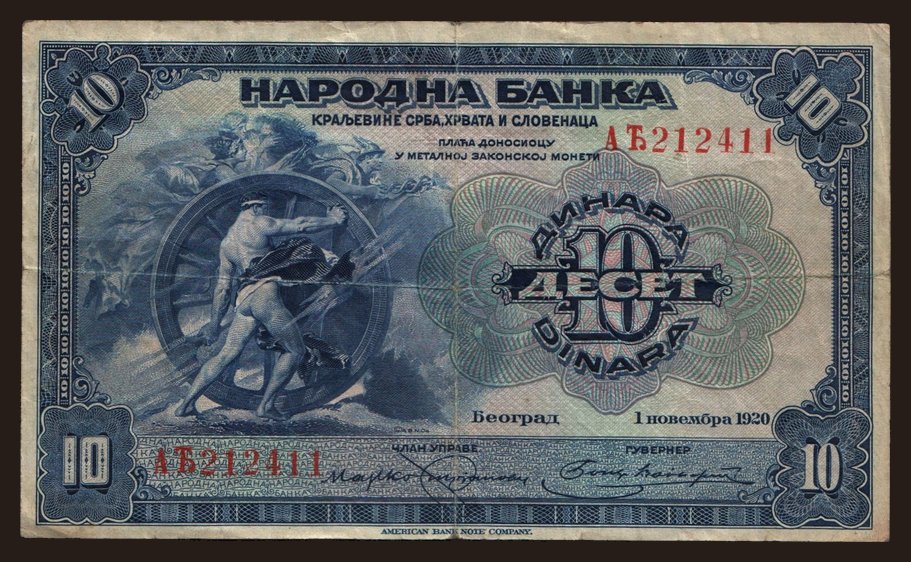 10
НАРОДНА БАНКА
10
КРАЉЕВИНЕ СРБА, ХРВАТА И СЛОВЕНАЦА
ПЛАЋА ДОНОСИОЦУ
У МЕТАЛНОЈ ЗАКОНСКОЈ МОНЕТИ
АЂ212411
ДИНАРА
10
ДЕСЕТ
DINARA
Београд
1 новембра 1920
ЧЛАН УПРАВЕ
ГУВЕРНЕР
10
АЂ212411
10
AMERICAN BANK NOTE COMPANY.